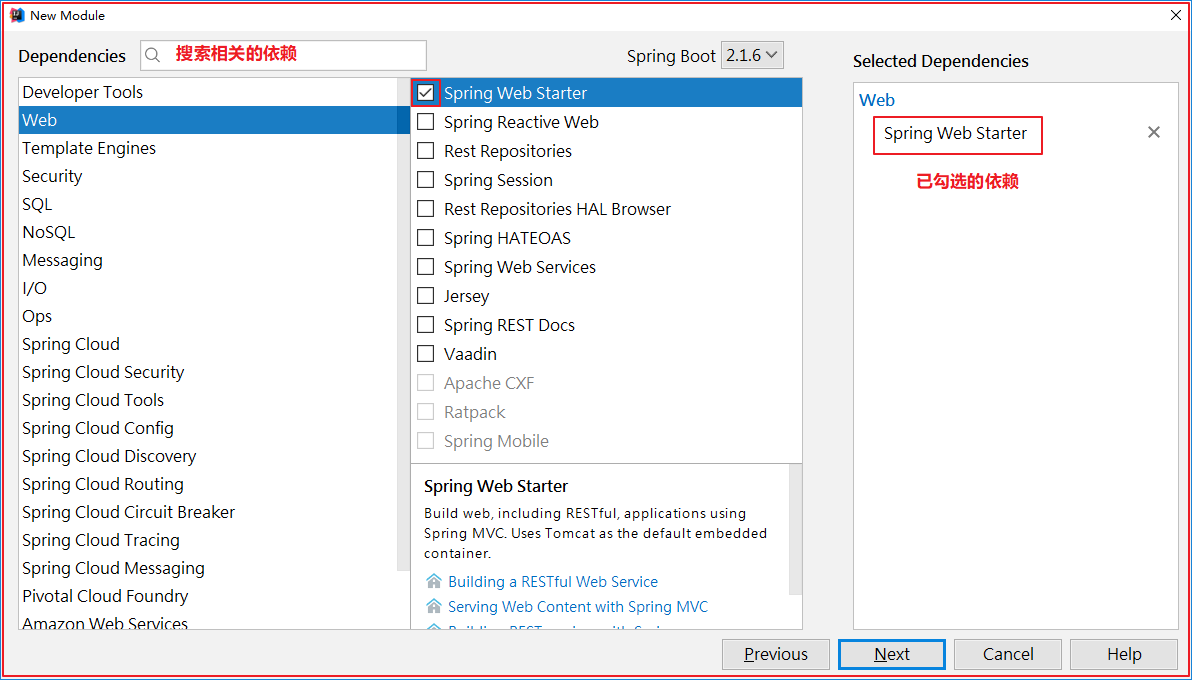 New Module
Dependencies
搜索相关的依赖
Spring Boot 2.1.6
Developer Tools
Web
Template Engines
Security
SQL
NoSQL
Messaging
I/O
Ops
Spring Cloud
Spring Cloud Security
Spring Cloud Tools
Spring Cloud Config
Spring Cloud Discovery
Spring Cloud Routing
Spring Cloud Circuit Breaker
Spring Cloud Tracing
Spring Cloud Messaging
Pivotal Cloud Foundry
Amazon Web Services
Spring Web Starter
Spring Reactive Web
Rest Repositories
Spring Session
Rest Repositories HAL Browser
Spring HATEOAS
Spring Web Services
Jersey
Spring REST Docs
Vaadin
Apache CXF
Ratpack
Spring Mobile
Spring Web Starter
Build web, including RESTful, applications using
Spring MVC. Uses Tomcat as the default embedded
container.
Building a RESTful Web Service
Serving Web Content with Spring MVC
Selected Dependencies
Web
Spring Web Starter
已勾选的依赖
Previous
Next
Cancel
Help